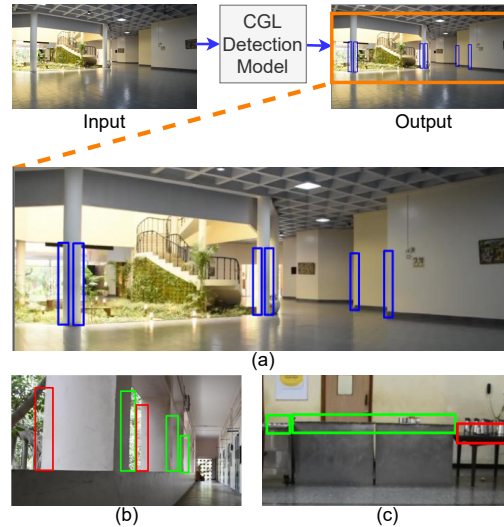 CGL
Detection
Model
Input
Output
(a)
(b)
(c)